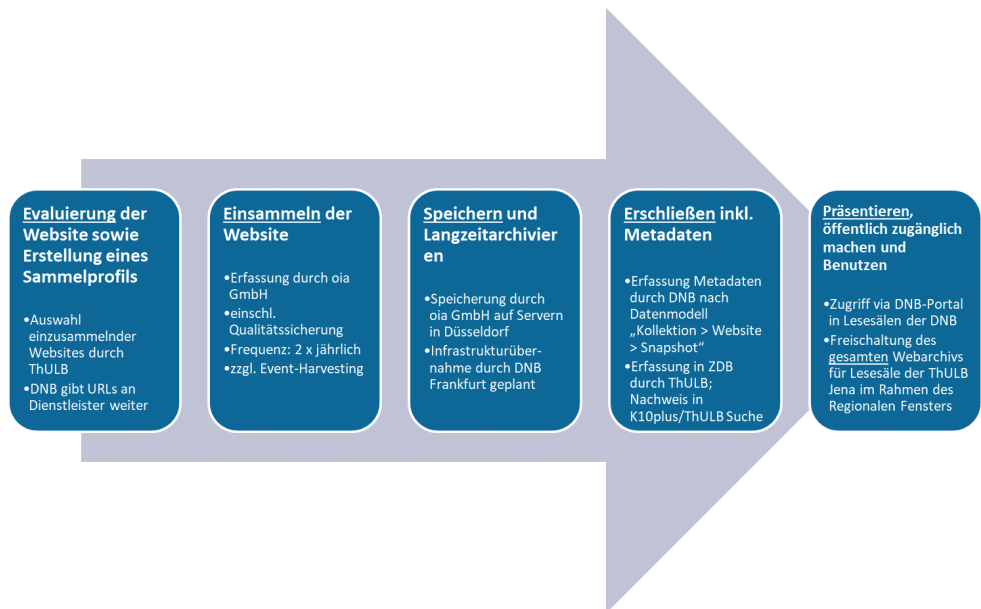 Evaluierung der
Website sowie
Erstellung eines
Sammelprofils
•Auswahl
einzusammelnder
Websites durch
ThULB
•DNB gibt URLs an
Dienstleister weiter
Einsammeln der
Website
•Erfassung durch oia
GmbH
•einschl.
Qualitätssicherung
•Frequenz: 2 x jährlich
•zzgl. Event-Harvesting
Speichern und
Langzeitarchivier
en
•Speicherung durch
oia GmbH auf Servern
in Düsseldorf
•Infrastrukturüber-
nahme durch DNB
Frankfurt geplant
Erschließen inkl.
Metadaten
•Erfassung Metadaten
durch DNB nach
Datenmodell
„Kollektion > Website
> Snapshot“
•Erfassung in ZDB
durch ThULB;
Nachweis in
K10plus/ThULB Suche
Präsentieren,
öffentlich zugänglich
machen und
Benutzen
•Zugriff via DNB-Portal
in Lesesälen der DNB
•Freischaltung des
gesamten Webarchivs
für Lesesäle der ThULB
Jena im Rahmen des
Regionalen Fensters